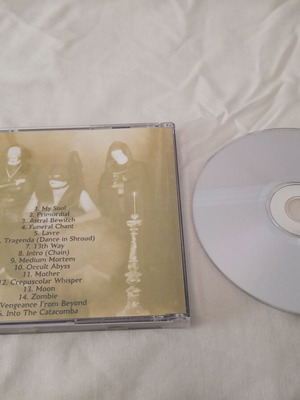 1. My Soul
2. Primordial
3. Astral Bewitch
4. Funeral Chant
5. Lavre
. Tragenda (Dance in Shroud)
7. 13th Way
8. Intro (Chain)
9. Medium Mortem
10. Occult Abyss
11. Mother
12. Crepuscolar Whisper
13. Moon
14. Zombie
Vengeance From Beyond
6. Into The Catacomba